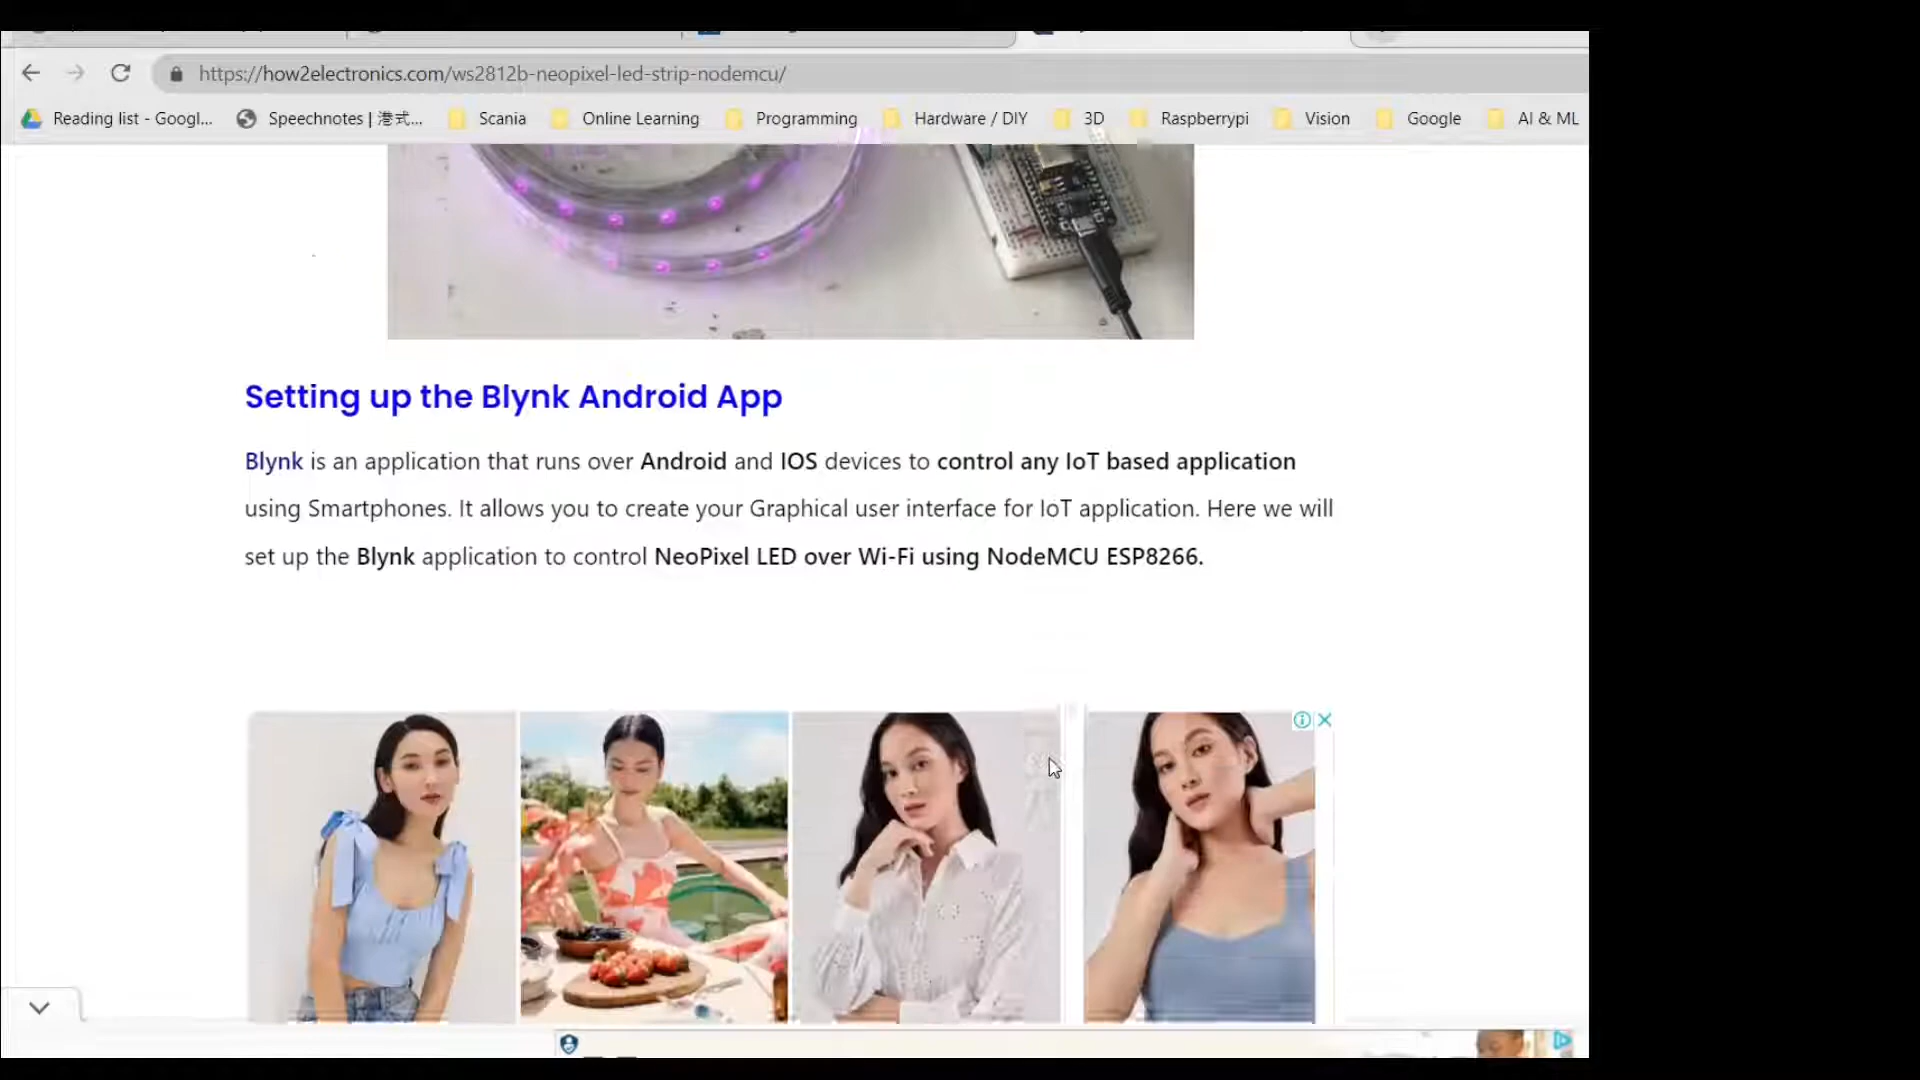 https://how2electronics.com/ws2812b-neopixel-led-strip-nodemcu/
Reading list - Googl... Speechnotes | 港式... Scania Online Learning Programming Hardware / DIY 3D Raspberrypi Vision Google AI & ML
Setting up the Blynk Android App
Blynk is an application that runs over Android and IOS devices to control any IoT based application
using Smartphones. It allows you to create your Graphical user interface for IoT application. Here we will
set up the Blynk application to control NeoPixel LED over Wi-Fi using NodeMCU ESP8266.